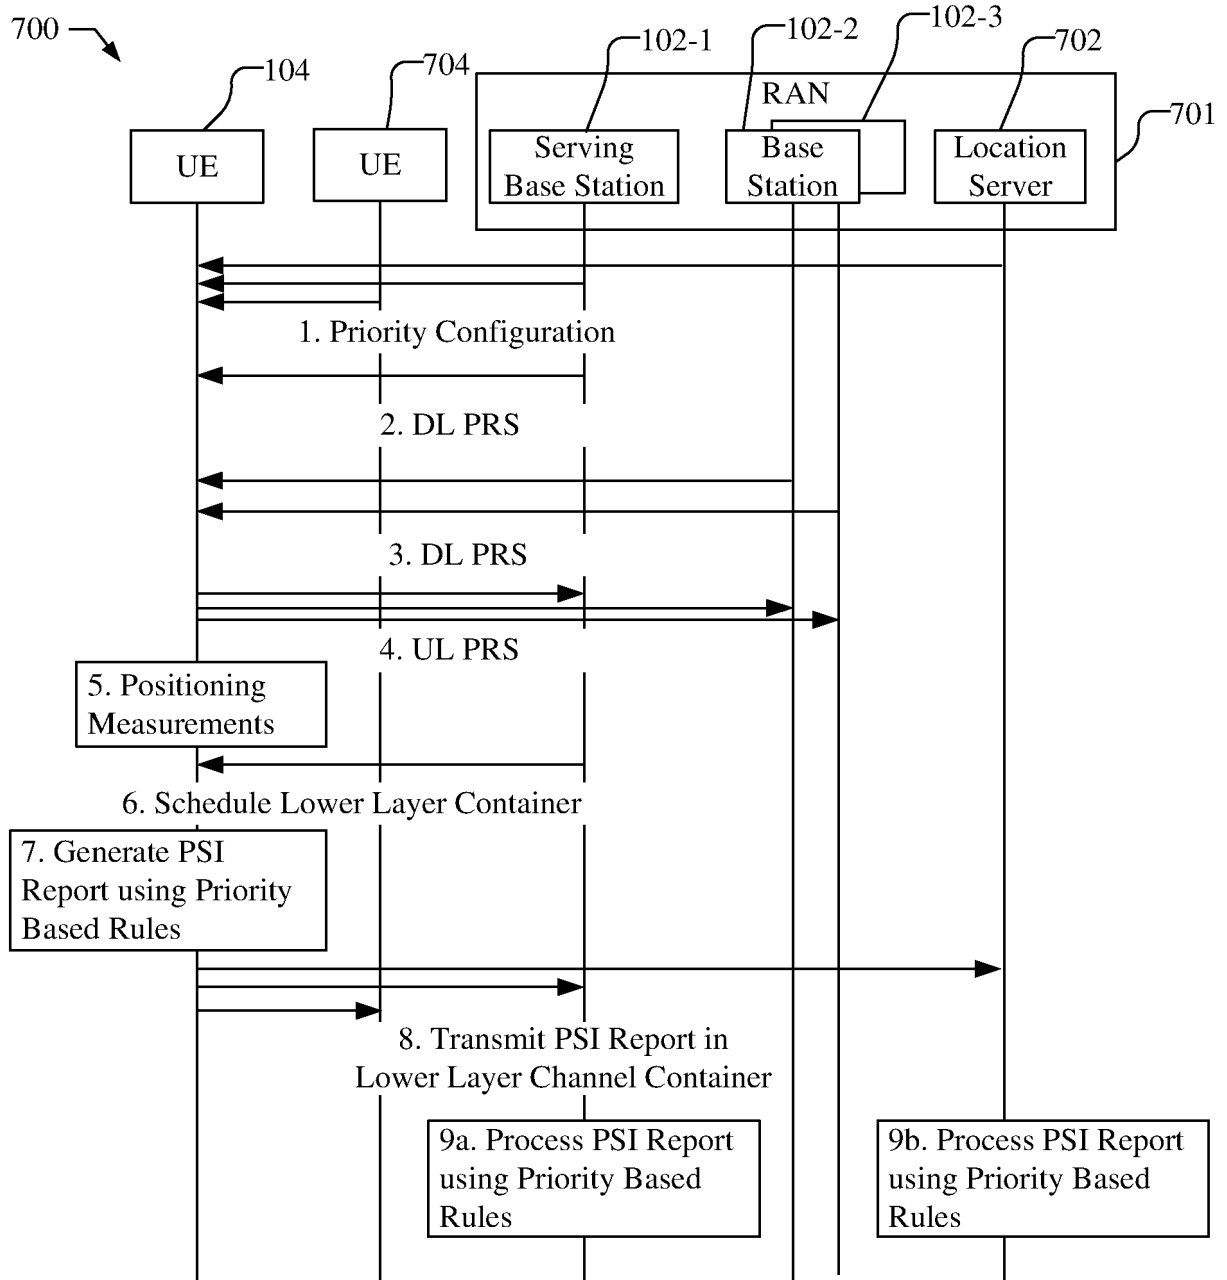 700
104
704
102-1
102-2
102-3
702
701
RAN
UE
UE
Serving
Base Station
Base
Station
Location
Server
1. Priority Configuration
2. DL PRS
3. DL PRS
4. UL PRS
5. Positioning
Measurements
6. Schedule Lower Layer Container
7. Generate PSI
Report using Priority
Based Rules
8. Transmit PSI Report in
Lower Layer Channel Container
9a. Process PSI Report
using Priority Based
Rules
9b. Process PSI Report
using Priority Based
Rules